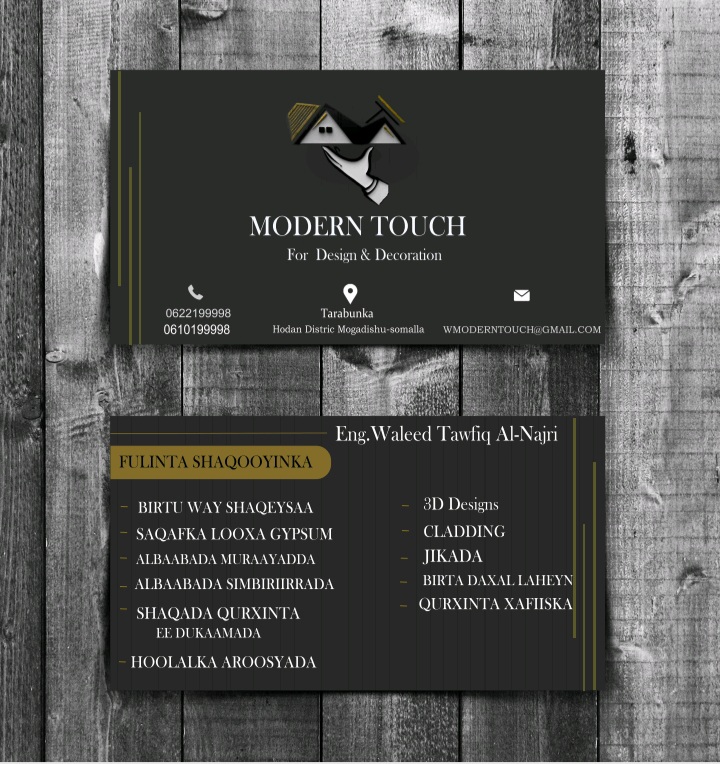 MODERN TOUCH
For Design & Decoration
0622199998
0610199998
Tarabunka
Hodan Distric Mogadishu-somalla
WMODERNTOUCH@GMAIL.COM
Eng.Waleed Tawfiq Al-Najri
FULINTA SHAQOOYINKA
– BIRTU WAY SHAQEYSAA
– SAQAFKA LOOXA GYPSUM
– ALBAABADA MURAAYADDA
– ALBAABADA SIMBIRIIRRADA
– SHAQADA QURXINTA
EE DUKAAMADA
– HOOLALKA AROOSYADA
– 3D Designs
– CLADDING
– JIKADA
– BIRTA DAXAL LAHEYN
– QURXINTA XAFIISKA